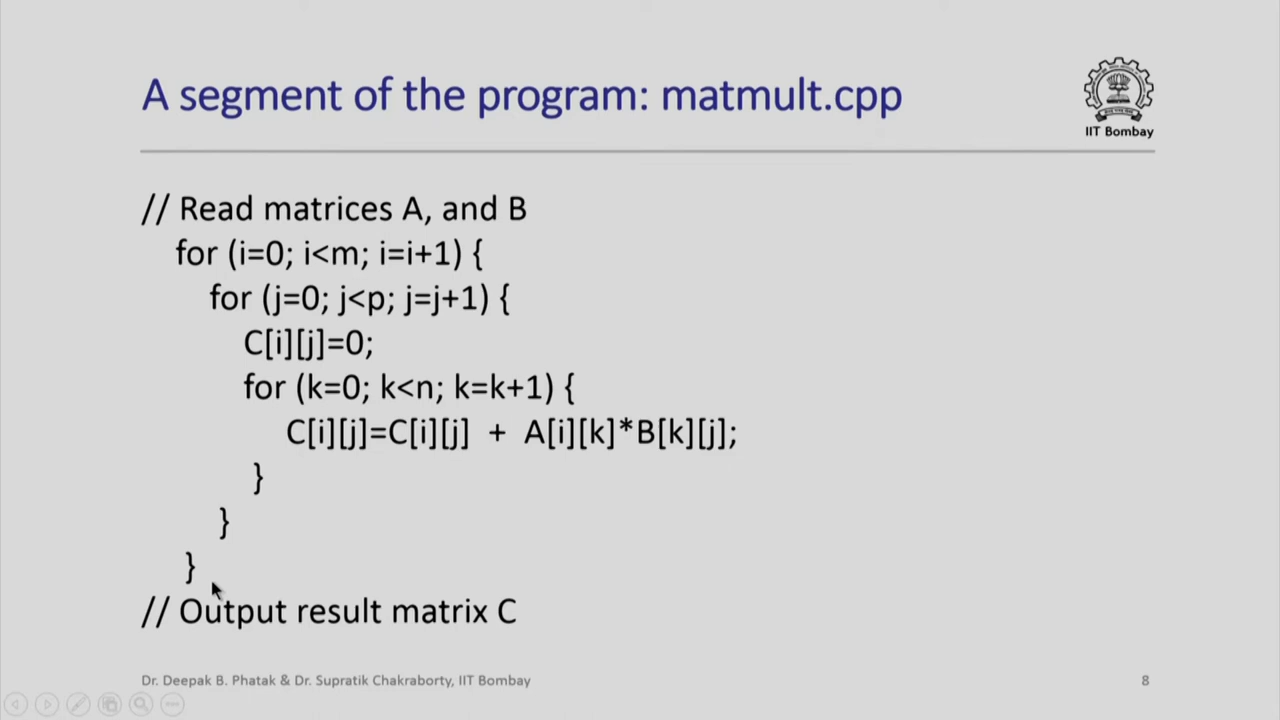 A segment of the program: matmult.cpp
IIT Bombay
// Read matrices A, and B
for (i=0; i<m; i=i+1) {
for (j=0; j<p; j=j+1) {
C[i][j]=0;
for (k=0; k<n; k=k+1) {
C[i][j]=C[i][j] + A[i][k]*B[k][j];
}
}
}
// Output result matrix C
Dr. Deepak B. Phatak & Dr. Supratik Chakraborty, IIT Bombay
8